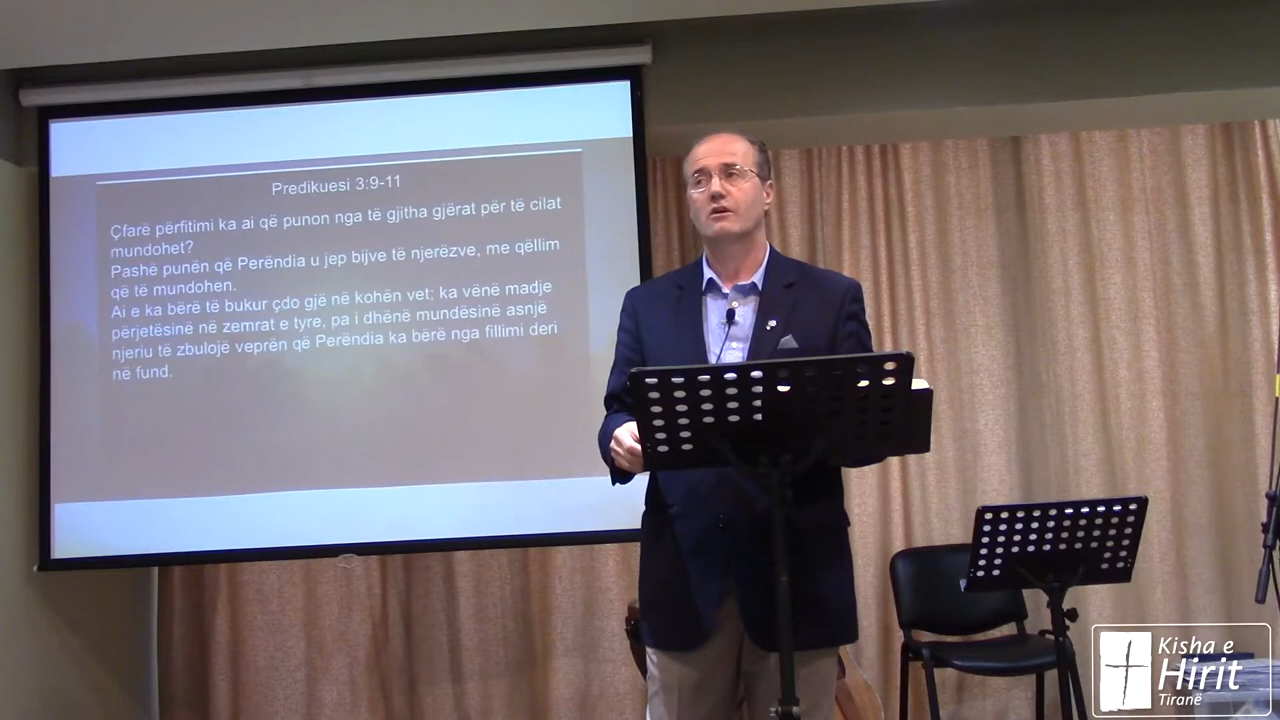 Predikuesi 3:9-11
Çfarë përfitimi ka ai që punon nga të gjitha gjërat për të cilat
mundohet?
Pashë punën që Perëndia u jep bijve të njerëzve, me qëllim
që të mundohen.
Ai e ka bërë të bukur çdo gjë në kohën vet; ka vënë madje
përjetësinë në zemrat e tyre, pa i dhënë mundësinë asnjë
njeriu të zbulojë veprën që Perëndia ka bërë nga fillimi deri
në fund.
Kisha e
Hirit
Tiranë